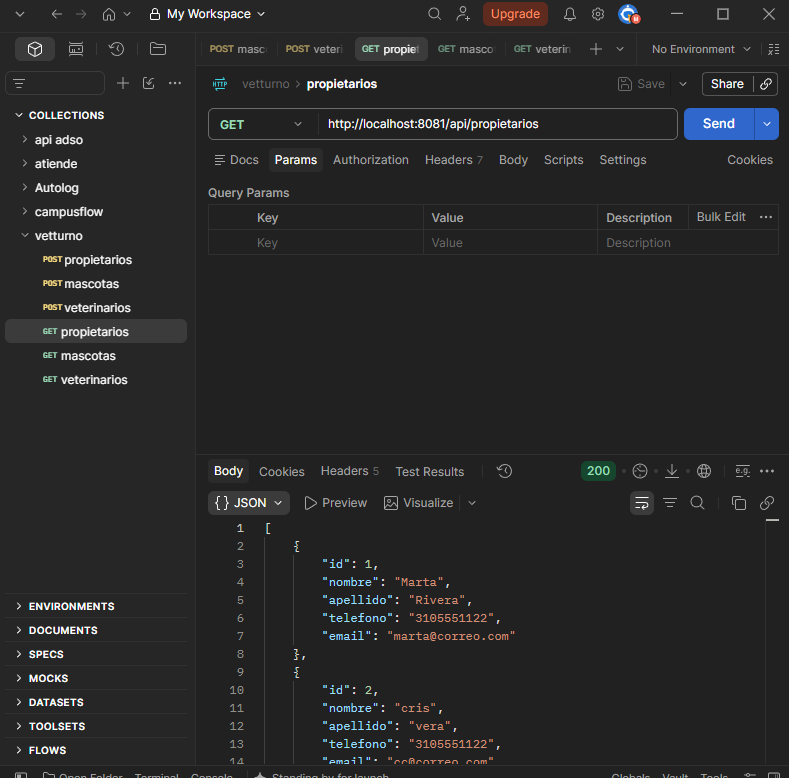 My Workspace Upgrade
POST masc POST veteri GET propiet GET masco GET veterin No Environment
HTTP vetturno > propietarios Save Share
COLLECTIONS
api adso
atiende
Autolog
campusflow
vetturno
POST propietarios
POST mascotas
POST veterinarios
GET propietarios
GET mascotas
GET veterinarios
ENVIRONMENTS
DOCUMENTS
SPECS
MOCKS
DATASETS
TOOLSETS
FLOWS
GET http://localhost:8081/api/propietarios Send
Docs Params Authorization Headers 7 Body Scripts Settings Cookies
Query Params
Key Value Description Bulk Edit
Key Value Description
Body Cookies Headers 5 Test Results 200 e.g.
{} JSON Preview Visualize
1 [
2 {
3 "id": 1,
4 "nombre": "Marta",
5 "apellido": "Rivera",
6 "telefono": "3105551122",
7 "email": "marta@correo.com"
8 },
9 {
10 "id": 2,
11 "nombre": "cris",
12 "apellido": "vera",
13 "telefono": "3105551122",
14 "email": "cc@correo.com"
Open Folder Terminal Console Standing by for launch Globals Vault Tools